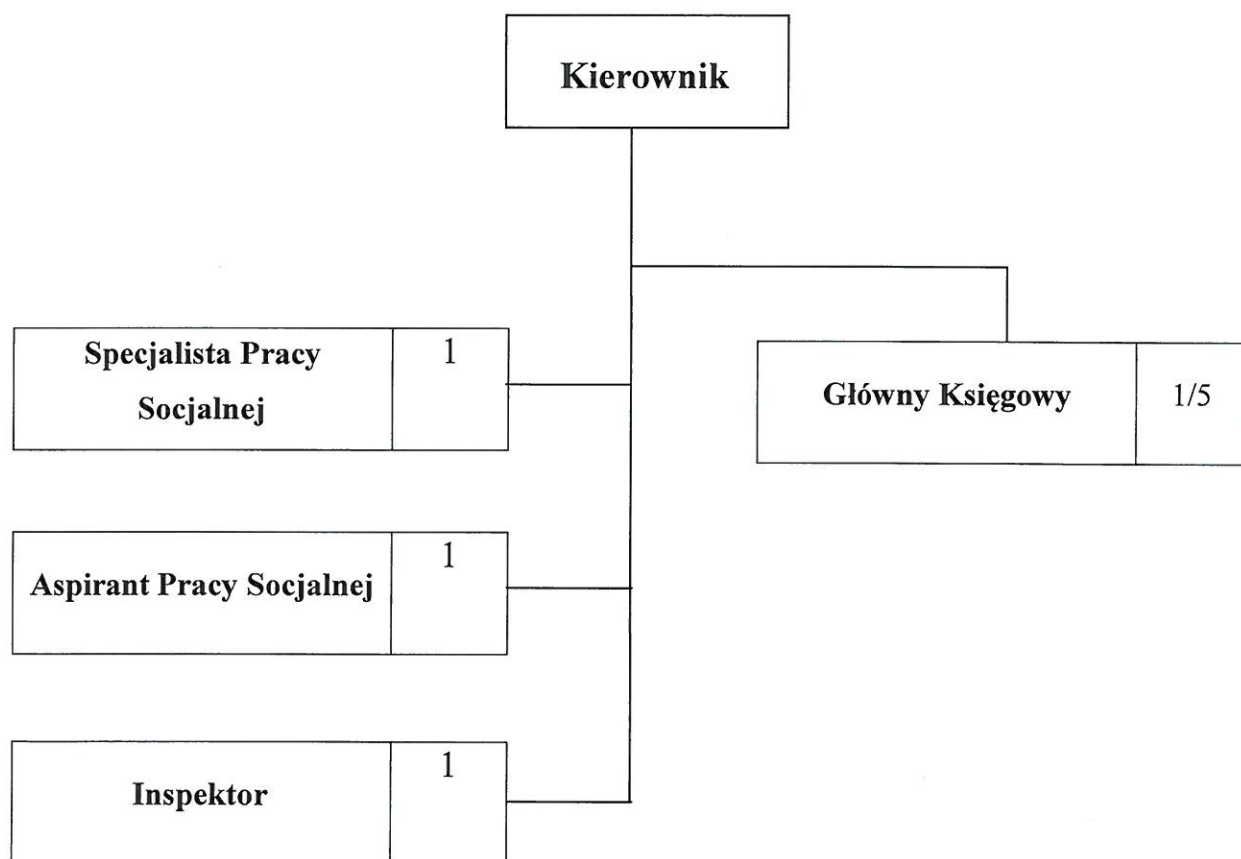 Kierownik
Specjalista Pracy
Socjalnej
1
Główny Księgowy
1/5
Aspirant Pracy Socjalnej
1
Inspektor
1